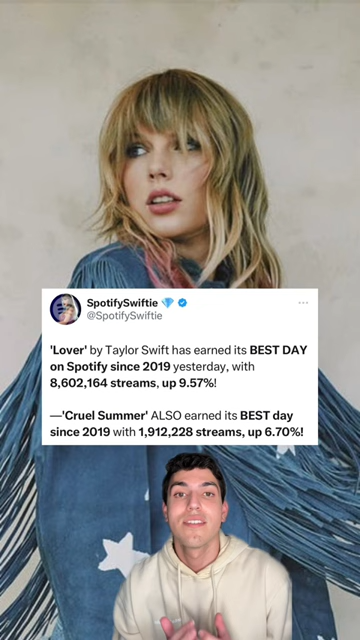 SpotifySwiftie
@SpotifySwiftie
'Lover' by Taylor Swift has earned its BEST DAY
on Spotify since 2019 yesterday, with
8,602,164 streams, up 9.57%!
—'Cruel Summer' ALSO earned its BEST day
since 2019 with 1,912,228 streams, up 6.70%!